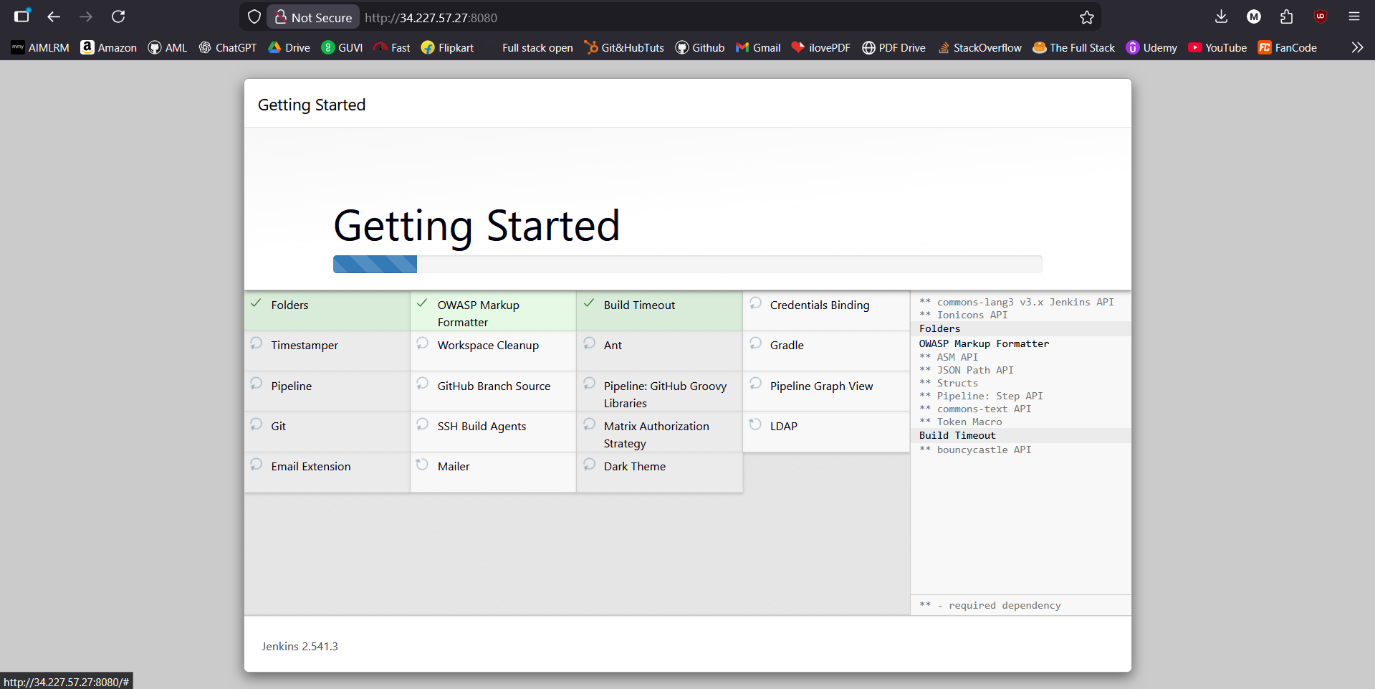 Not Secure http://34.227.57.27:8080
AIMLRM Amazon AML ChatGPT Drive GUVI Fast Flipkart Full stack open Git&HubTuts Github Gmail ilovePDF PDF Drive StackOverflow The Full Stack Udemy YouTube FanCode
Getting Started
Getting Started
Folders
OWASP Markup
Formatter
Build Timeout
Credentials Binding
Timestamper
Workspace Cleanup
Ant
Gradle
Pipeline
GitHub Branch Source
Pipeline: GitHub Groovy
Libraries
Pipeline Graph View
Git
SSH Build Agents
Matrix Authorization
Strategy
LDAP
Email Extension
Mailer
Dark Theme
** commons-lang3 v3.x Jenkins API
** Ionicons API
Folders
OWASP Markup Formatter
** ASM API
** JSON Path API
** Structs
** Pipeline: Step API
** commons-text API
** Token Macro
Build Timeout
** bouncycastle API
** - required dependency
Jenkins 2.541.3
http://34.227.57.27:8080/#